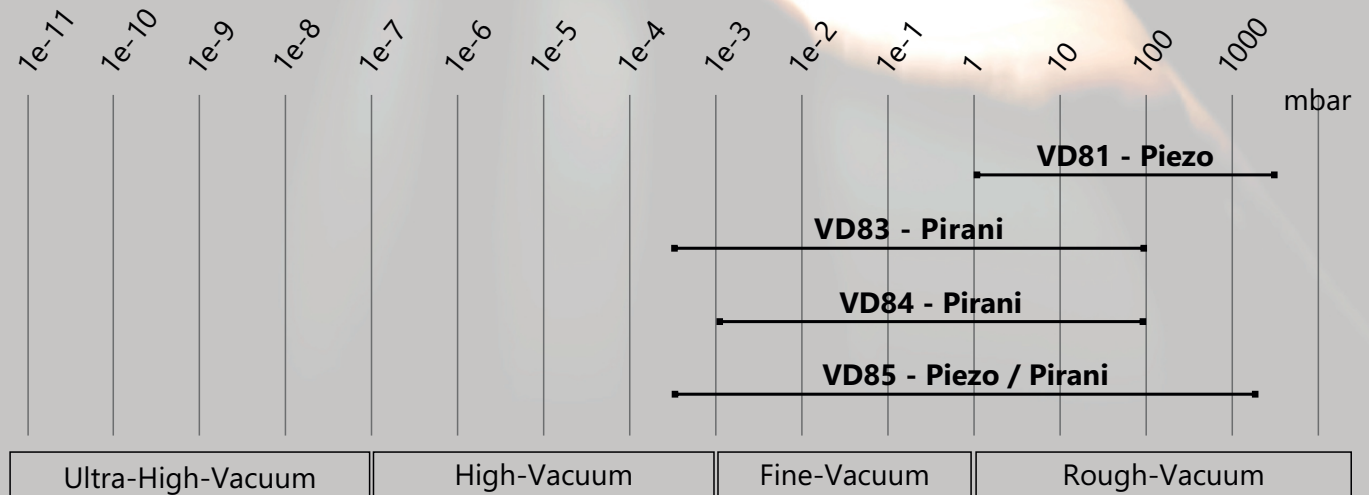 1e-11 1e-10 1e-9 1e-8 1e-7 1e-6 1e-5 1e-4 1e-3 1e-2 1e-1 1 10 100 1000
mbar
VD81 - Piezo
VD83 - Pirani
VD84 - Pirani
VD85 - Piezo / Pirani
Ultra-High-Vacuum High-Vacuum Fine-Vacuum Rough-Vacuum